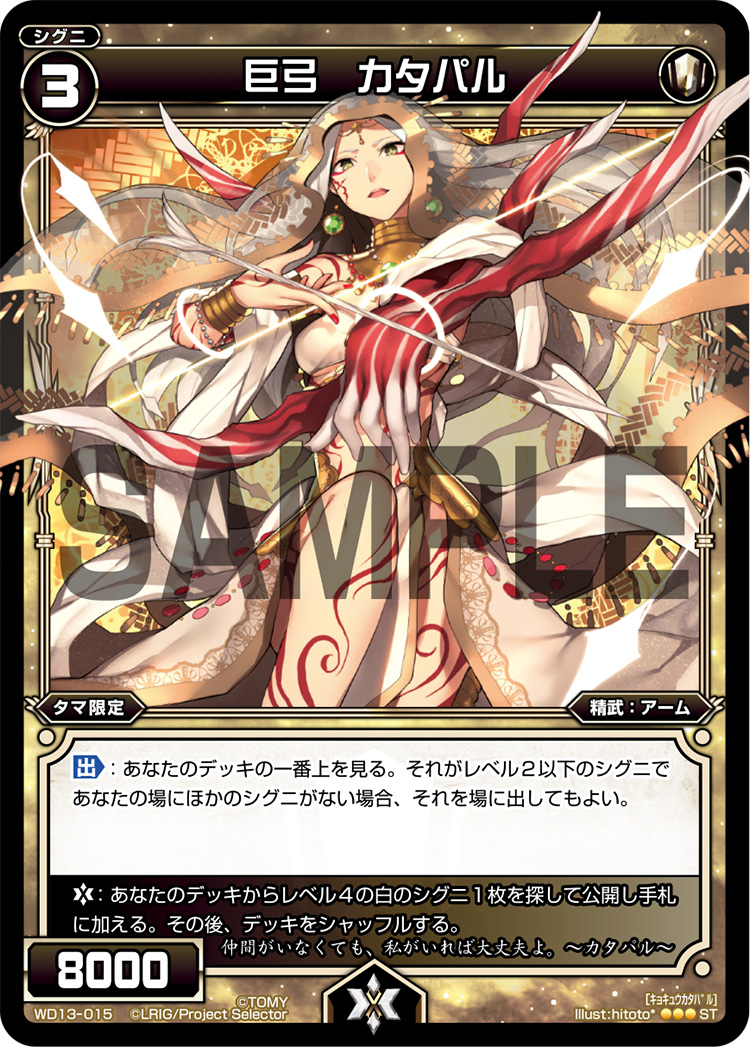 シグニ
3
巨弓　カタパル
SAMPLE
タマ限定
精武：アーム
出：あなたのデッキの一番上を見る。それがレベル２以下のシグニで
あなたの場にほかのシグニがない場合、それを場に出してもよい。
：あなたのデッキからレベル４の白のシグニ１枚を探して公開し手札
に加える。その後、デッキをシャッフルする。
仲間がいなくても、私がいれば大丈夫よ。～カタパル～
8000
[ｷｮｷｭｳｶﾀﾊﾟﾙ]
©TOMY
WD13-015 ©LRIG/Project Selector
Illust:hitoto* ST